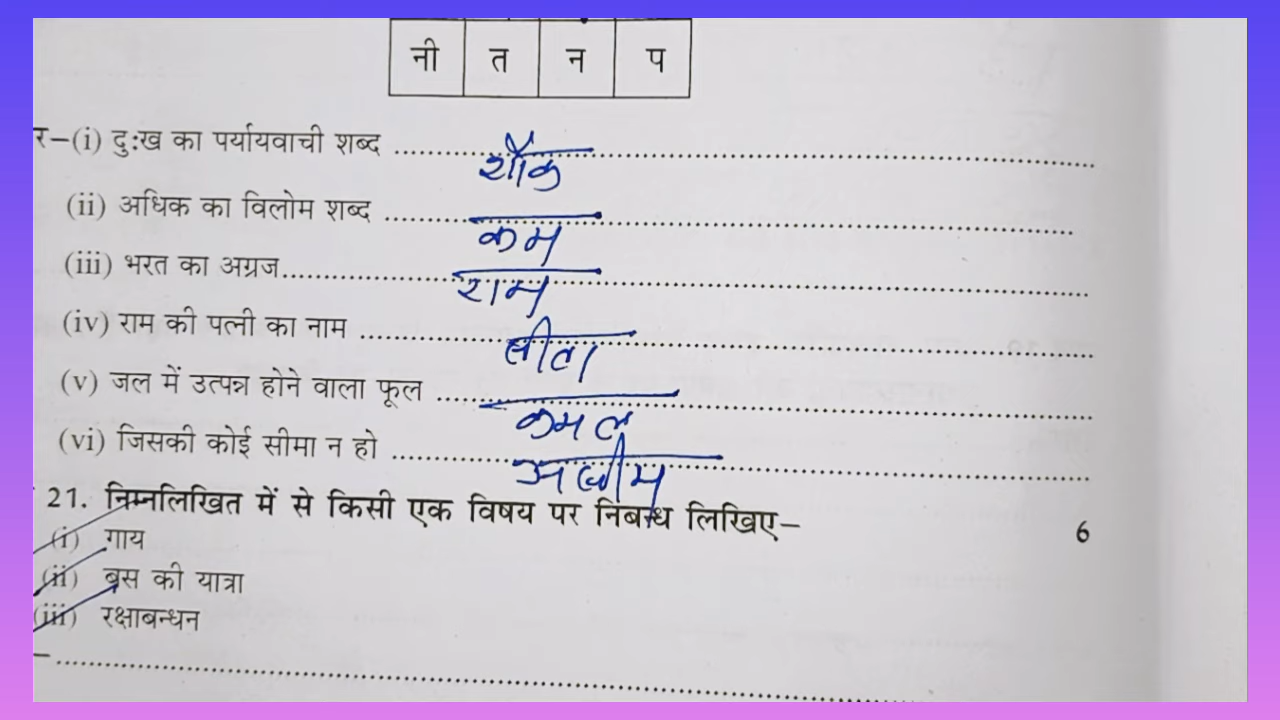 नी त न प
र-(i) दुःख का पर्यायवाची शब्द .......... शौक
(ii) अधिक का विलोम शब्द .......... कम
(iii) भरत का अग्रज.......... राम
(iv) राम की पत्नी का नाम .......... सीता
(v) जल में उत्पन्न होने वाला फूल .......... कमल
(vi) जिसकी कोई सीमा न हो .......... असीम
21. निम्नलिखित में से किसी एक विषय पर निबन्ध लिखिए– 6
(i) गाय
(ii) बस की यात्रा
(iii) रक्षाबन्धन
–..........